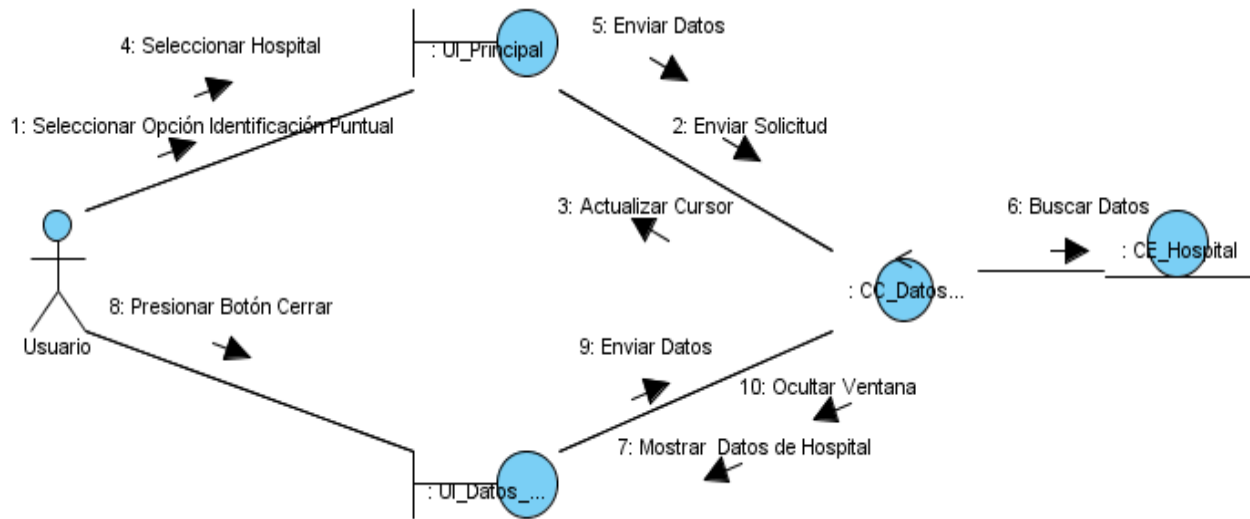 5: Enviar Datos
4: Seleccionar Hospital
: UI_Principal
1: Seleccionar Opción Identificación Puntual
2: Enviar Solicitud
3: Actualizar Cursor
6: Buscar Datos
: CE_Hospital
: CC_Datos...
8: Presionar Botón Cerrar
Usuario
9: Enviar Datos
10: Ocultar Ventana
7: Mostrar Datos de Hospital
: UI_Datos_...